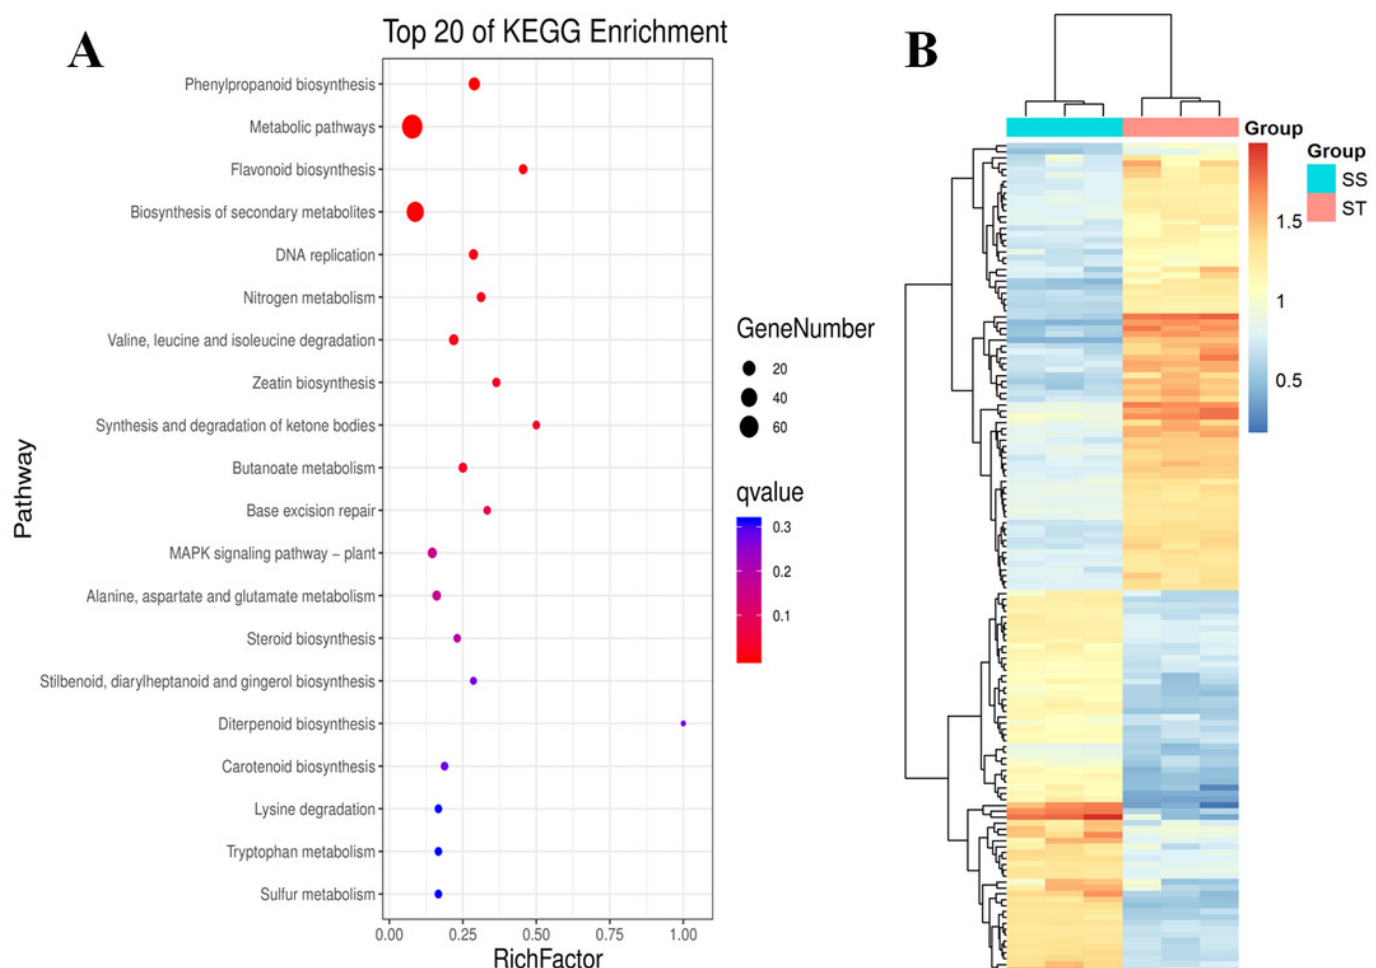 A
Top 20 of KEGG Enrichment
Pathway
Phenylpropanoid biosynthesis
Metabolic pathways
Flavonoid biosynthesis
Biosynthesis of secondary metabolites
DNA replication
Nitrogen metabolism
Valine, leucine and isoleucine degradation
Zeatin biosynthesis
Synthesis and degradation of ketone bodies
Butanoate metabolism
Base excision repair
MAPK signaling pathway − plant
Alanine, aspartate and glutamate metabolism
Steroid biosynthesis
Stilbenoid, diarylheptanoid and gingerol biosynthesis
Diterpenoid biosynthesis
Carotenoid biosynthesis
Lysine degradation
Tryptophan metabolism
Sulfur metabolism
0.00 0.25 0.50 0.75 1.00
RichFactor
GeneNumber
20
40
60
qvalue
0.3
0.2
0.1
B
Group
1.5
1
0.5
Group
SS
ST